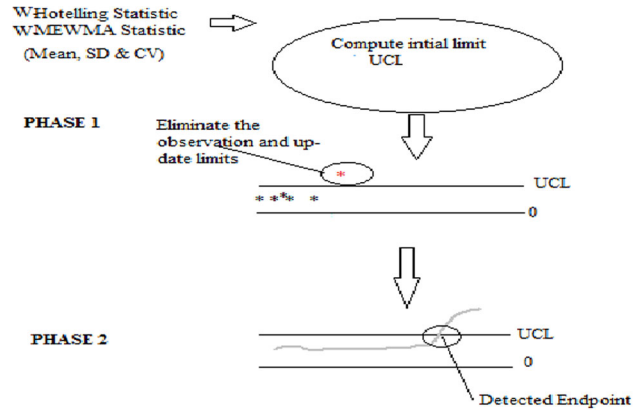 WHotelling Statistic
WMEWMA Statistic
(Mean, SD & CV)
Compute intial limit
UCL
PHASE 1
Eliminate the
observation and up-
date limits
UCL
0
PHASE 2
UCL
0
Detected Endpoint